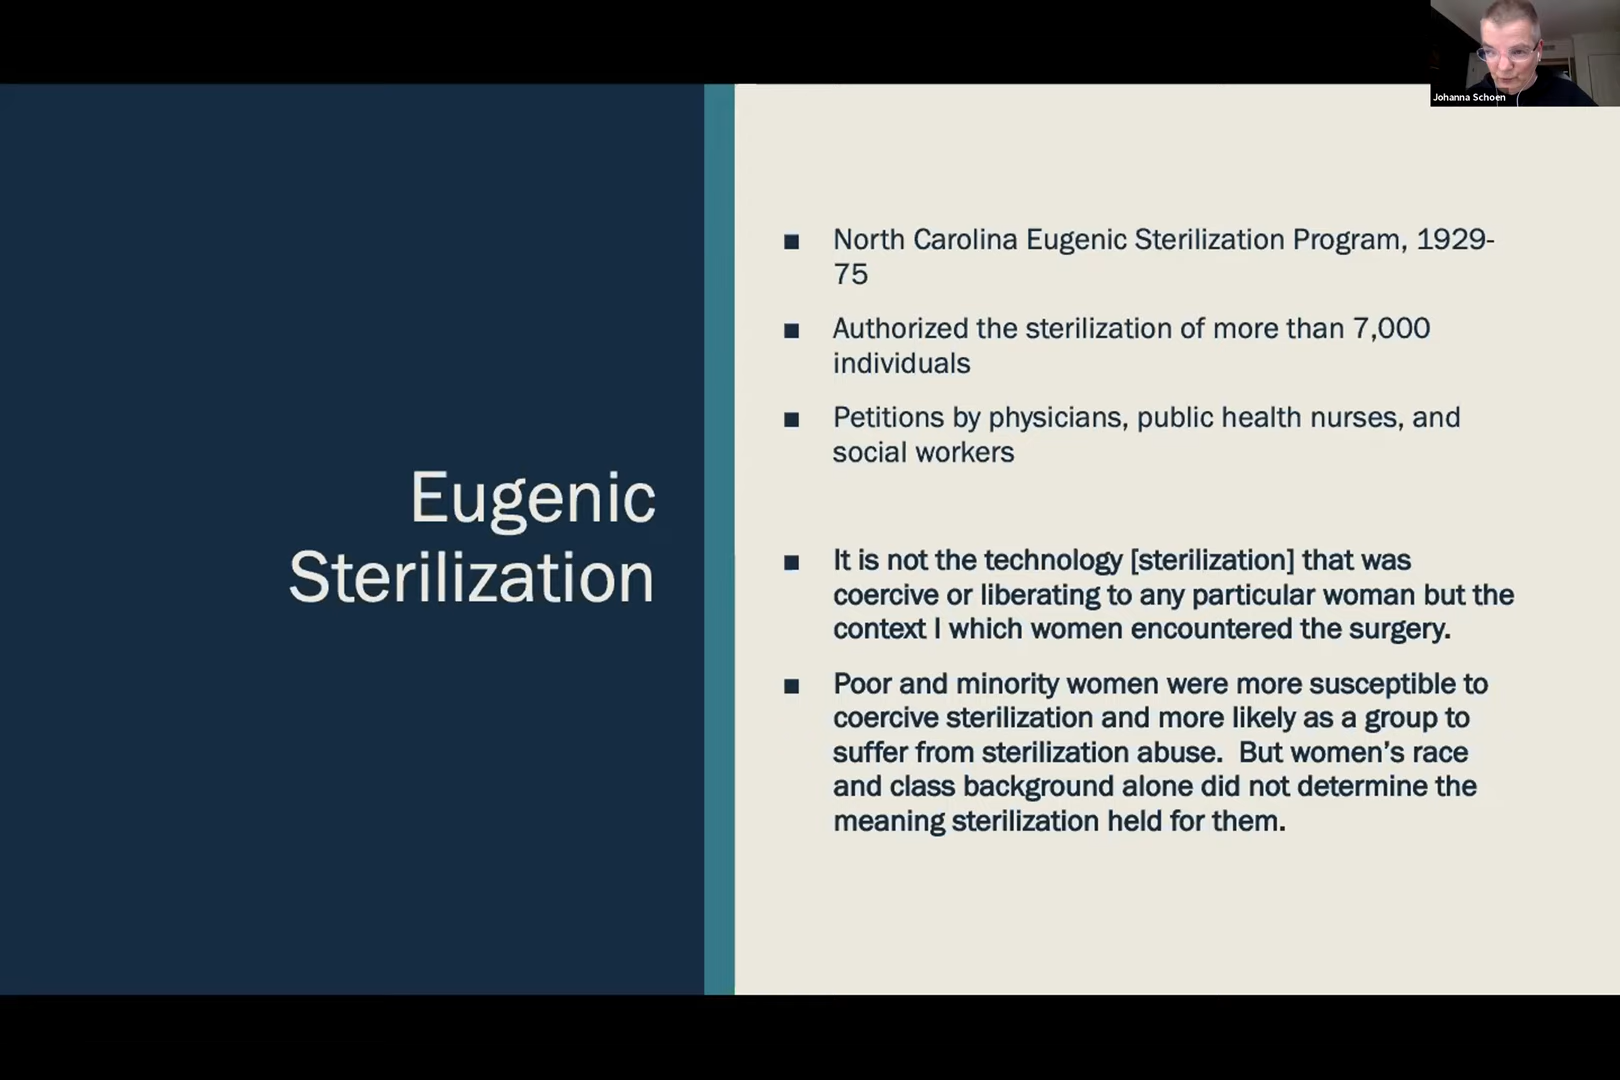 Johanna Schoen
Eugenic
Sterilization
North Carolina Eugenic Sterilization Program, 1929-
75
Authorized the sterilization of more than 7,000
individuals
Petitions by physicians, public health nurses, and
social workers
It is not the technology [sterilization] that was
coercive or liberating to any particular woman but the
context I which women encountered the surgery.
Poor and minority women were more susceptible to
coercive sterilization and more likely as a group to
suffer from sterilization abuse.  But women’s race
and class background alone did not determine the
meaning sterilization held for them.